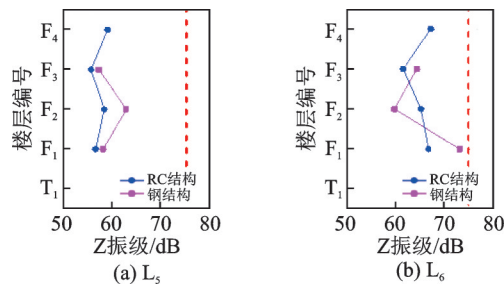 F₄
F₃
F₂
F₁
T₁
楼层编号
RC结构
钢结构
50 60 70 80
Z振级/dB
(a) L₅
F₄
F₃
F₂
F₁
T₁
楼层编号
RC结构
钢结构
50 60 70 80
Z振级/dB
(b) L₆